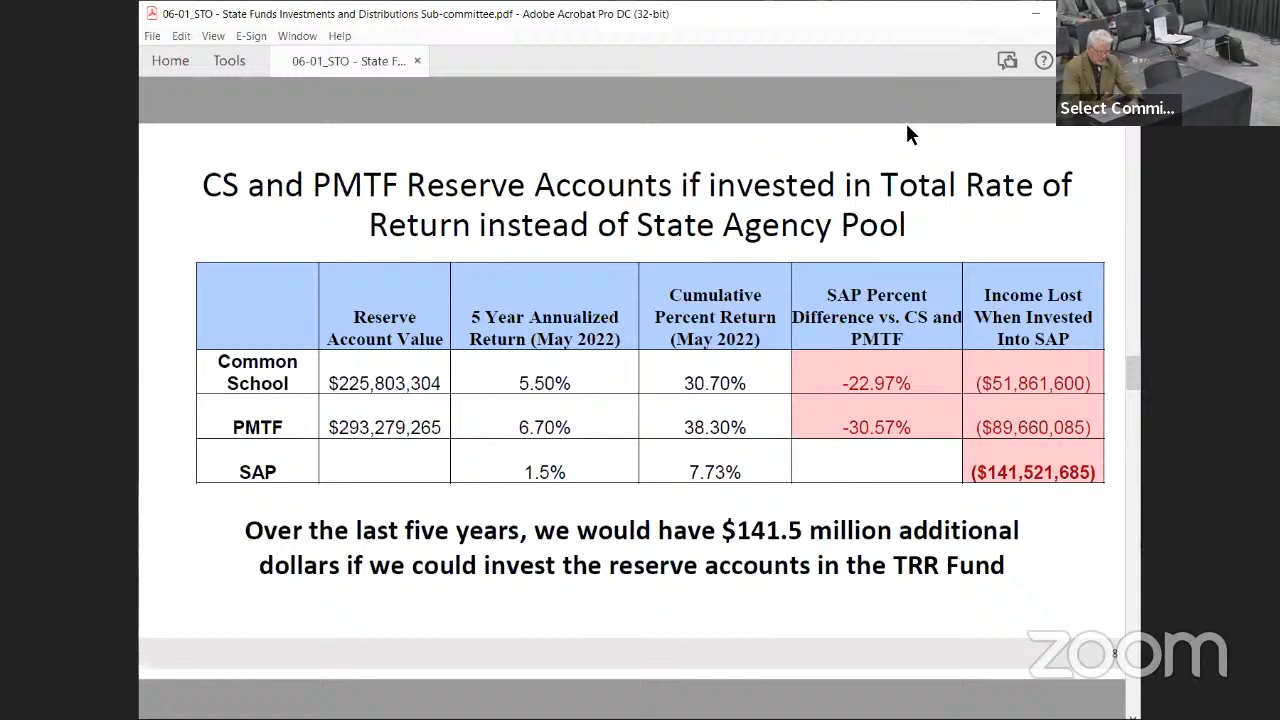 06-01_STO - State Funds Investments and Distributions Sub-committee.pdf - Adobe Acrobat Pro DC (32-bit)
File Edit View E-Sign Window Help
Home Tools 06-01_STO - State F... ×
Select Commi...
CS and PMTF Reserve Accounts if invested in Total Rate of
Return instead of State Agency Pool
Reserve Account Value
5 Year Annualized Return (May 2022)
Cumulative Percent Return (May 2022)
SAP Percent Difference vs. CS and PMTF
Income Lost When Invested Into SAP
Common School $225,803,304 5.50% 30.70% -22.97% ($51,861,600)
PMTF $293,279,265 6.70% 38.30% -30.57% ($89,660,085)
SAP 1.5% 7.73% ($141,521,685)
Over the last five years, we would have $141.5 million additional
dollars if we could invest the reserve accounts in the TRR Fund
8
zoom